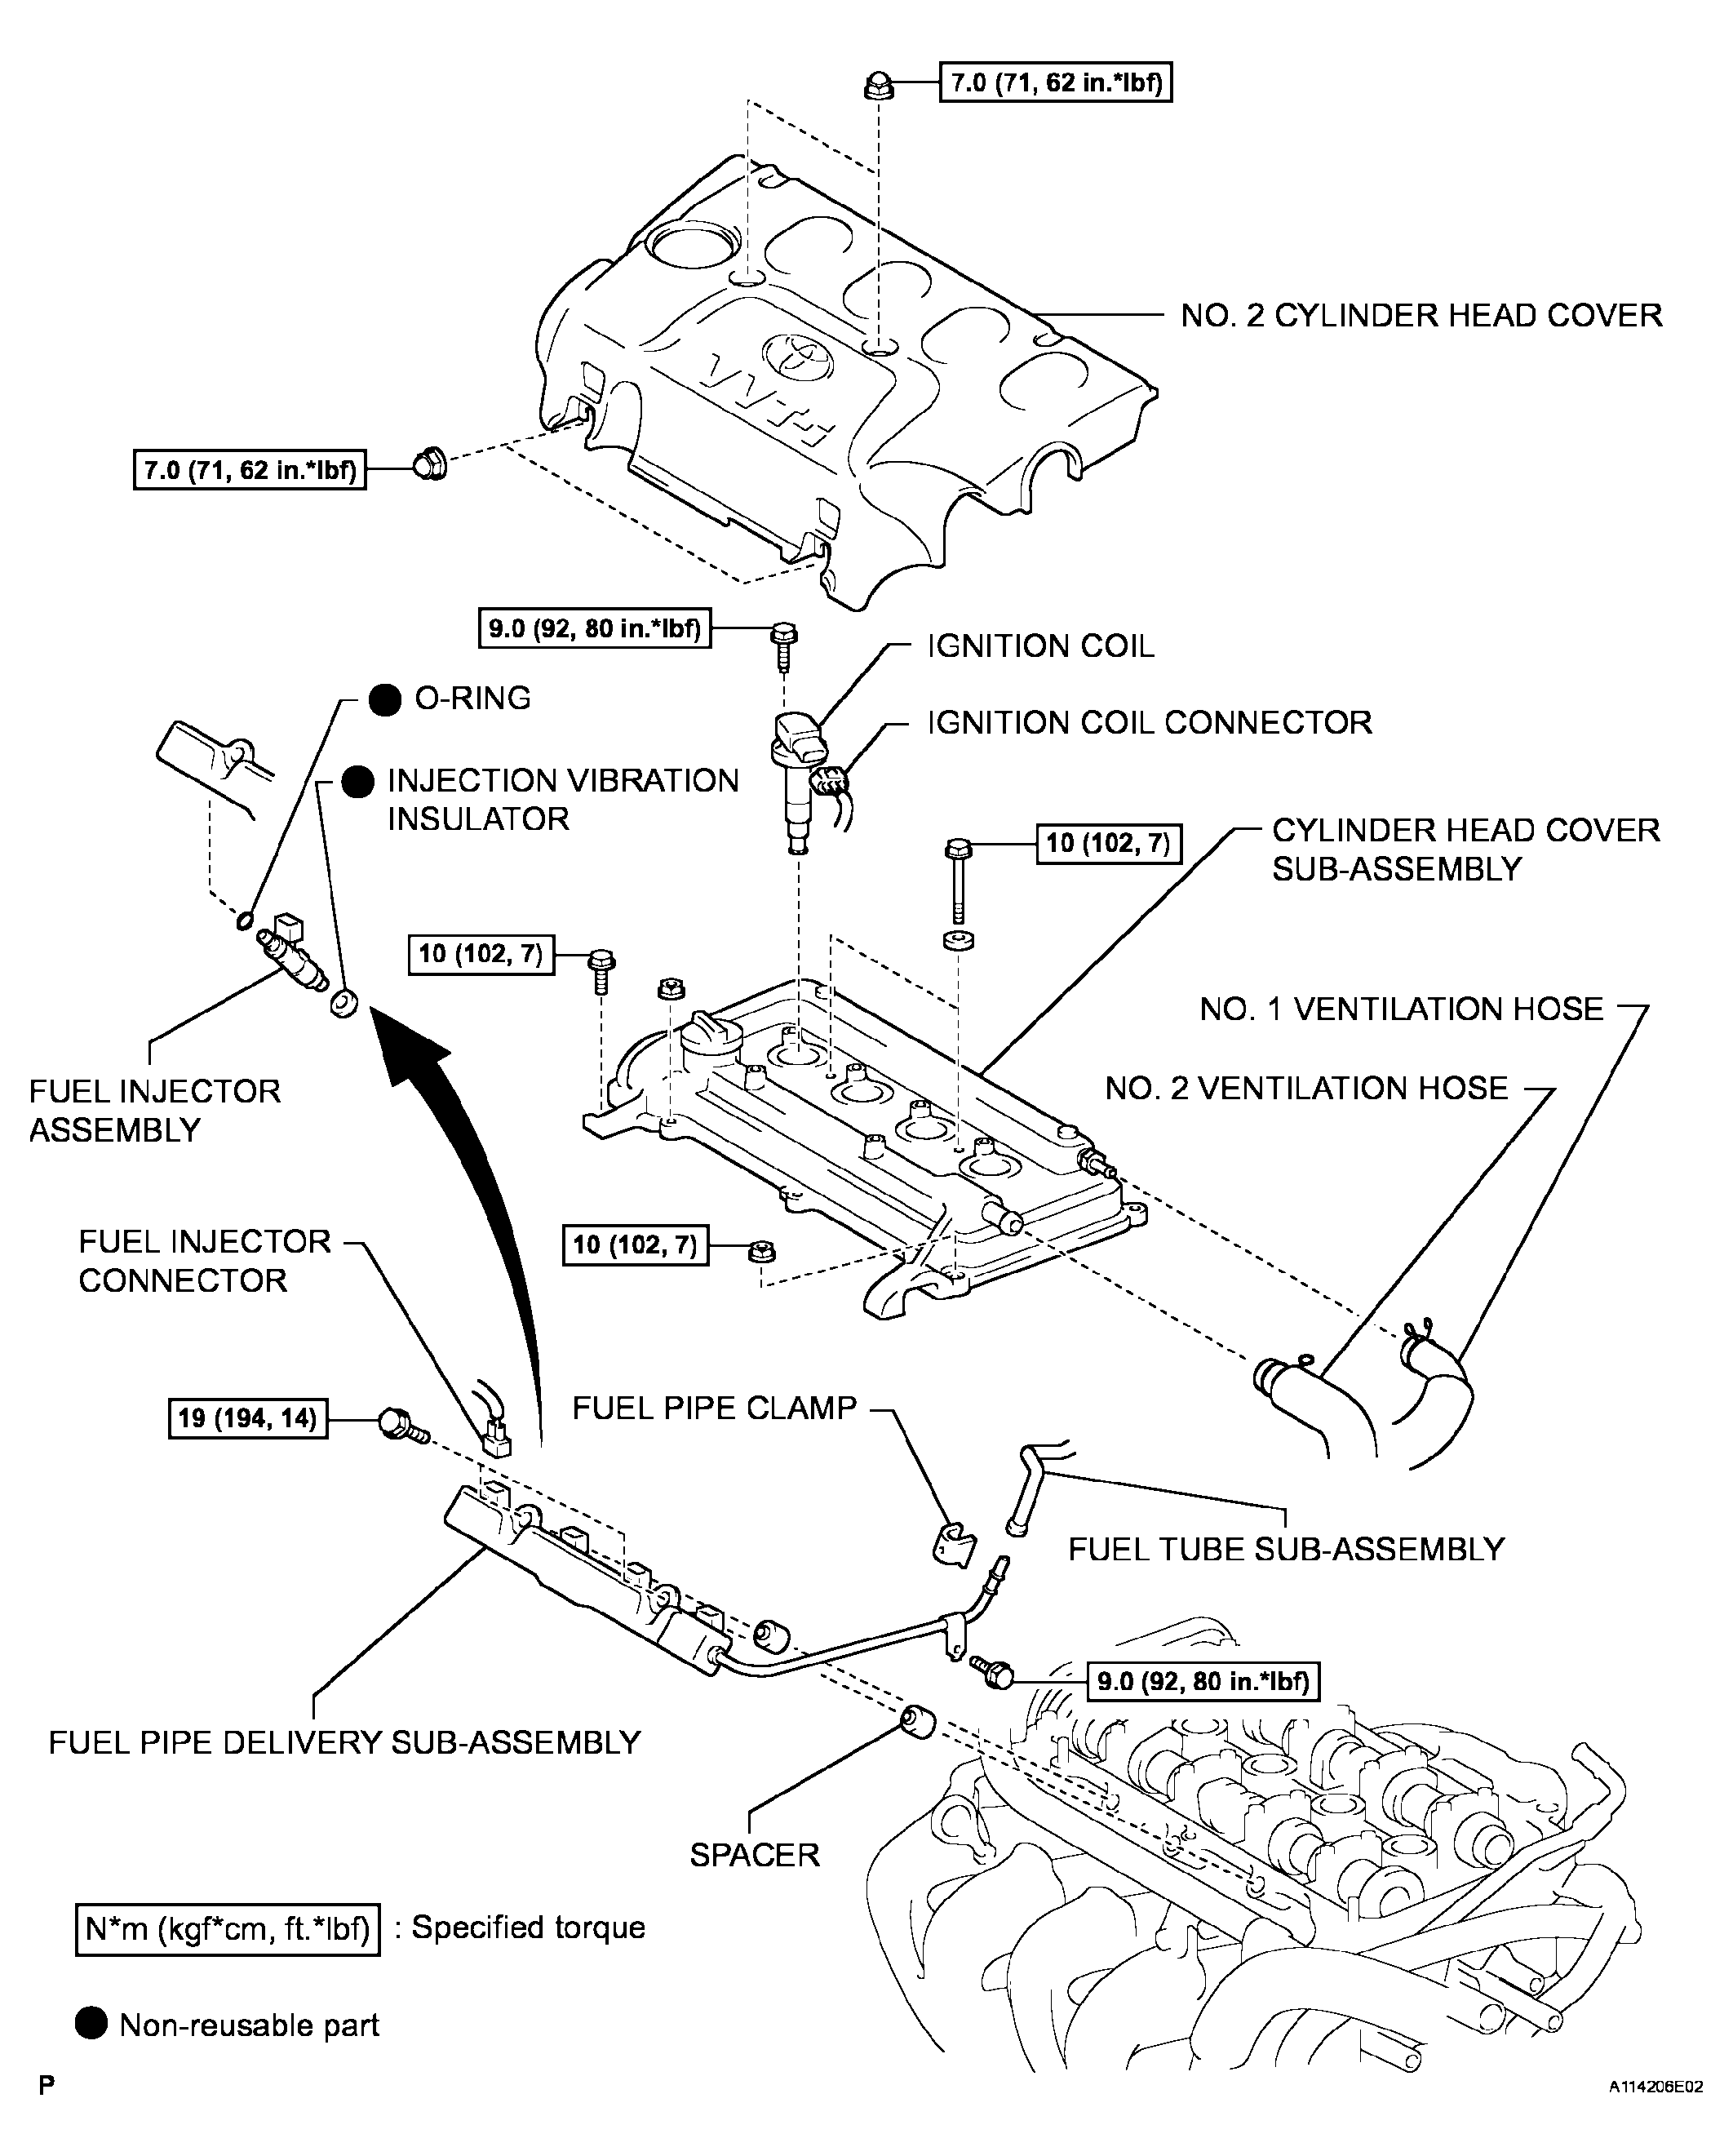 7.0 (71, 62 in.*lbf)
NO. 2 CYLINDER HEAD COVER
VVT-i
7.0 (71, 62 in.*lbf)
9.0 (92, 80 in.*lbf)
IGNITION COIL
O-RING
IGNITION COIL CONNECTOR
INJECTION VIBRATION
INSULATOR
10 (102, 7)
CYLINDER HEAD COVER
SUB-ASSEMBLY
10 (102, 7)
NO. 1 VENTILATION HOSE
NO. 2 VENTILATION HOSE
FUEL INJECTOR
ASSEMBLY
FUEL INJECTOR
CONNECTOR
10 (102, 7)
19 (194, 14)
FUEL PIPE CLAMP
FUEL TUBE SUB-ASSEMBLY
9.0 (92, 80 in.*lbf)
FUEL PIPE DELIVERY SUB-ASSEMBLY
SPACER
N*m (kgf*cm, ft.*lbf) : Specified torque
Non-reusable part
P
A114206E02